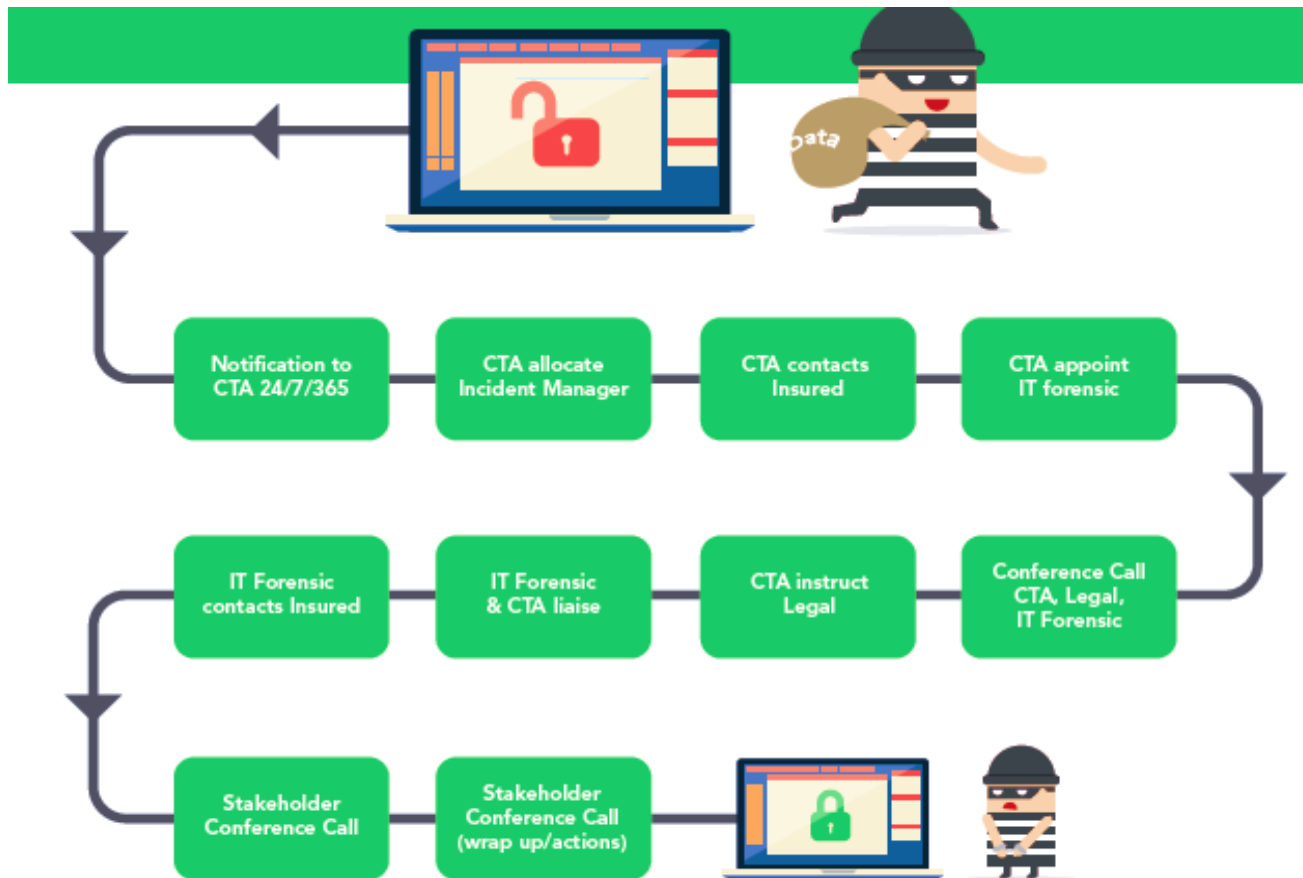 Data
Notification to
CTA 24/7/365
CTA allocate
Incident Manager
CTA contacts
Insured
CTA appoint
IT forensic
IT Forensic
contacts Insured
IT Forensic
& CTA liaise
CTA instruct
Legal
Conference Call
CTA, Legal,
IT Forensic
Stakeholder
Conference Call
Stakeholder
Conference Call
(wrap up/actions)